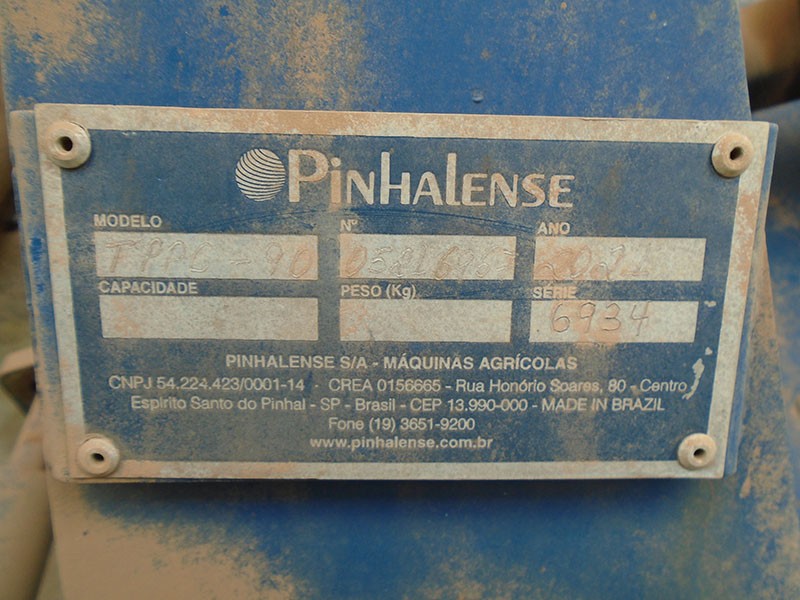 PINHALENSE
MODELO Nº ANO
CAPACIDADE PESO (Kg) SÉRIE
6934
PINHALENSE S/A - MÁQUINAS AGRÍCOLAS
CNPJ 54.224.423/0001-14 · CREA 0156665 - Rua Honório Soares, 80 - Centro
Espirito Santo do Pinhal - SP - Brasil - CEP 13.990-000 - MADE IN BRAZIL
Fone (19) 3651-9200
www.pinhalense.com.br